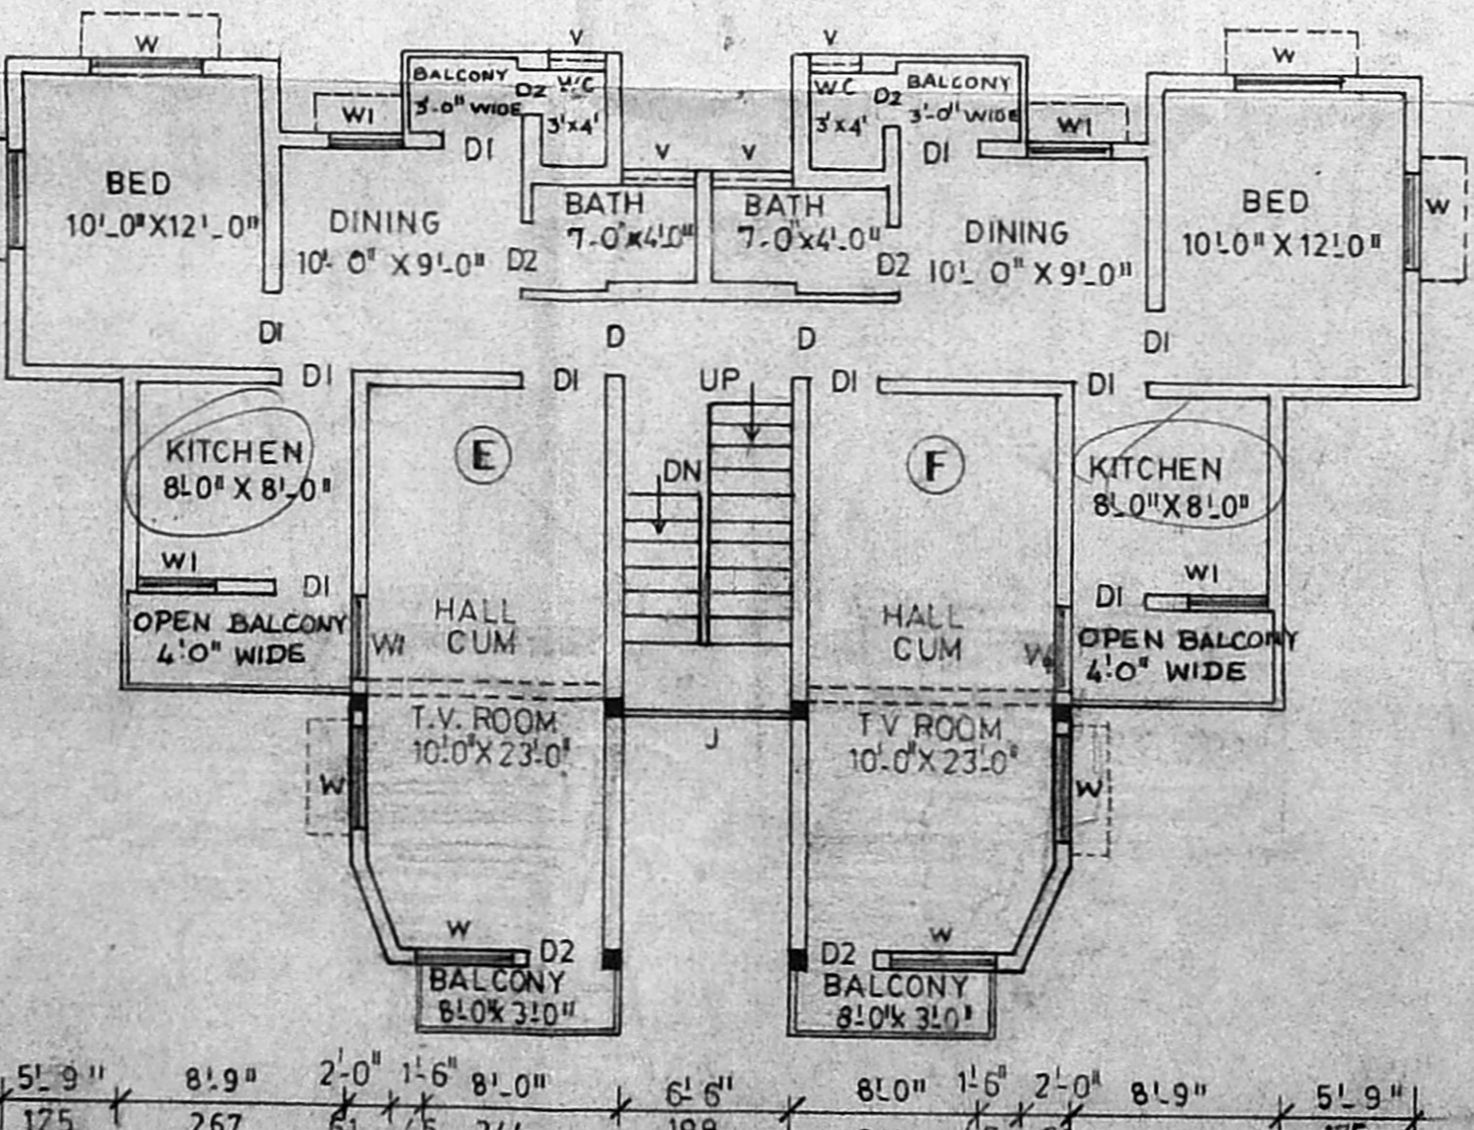 W
V
V
W
BALCONY
3'-0" WIDE
D2
W.C
3'X4'
WC
3'X4'
D2
BALCONY
3'-0" WIDE
W1
D1
V
V
D1
W1
BED
10'-0"X12'-0"
DINING
10'-0" X 9'-0"
D2
BATH
7-0"x4'-0"
BATH
7-0"x4'-0"
D2
DINING
10'-0" X 9'-0"
BED
10'-0" X 12'-0"
W
D1
D
D
D1
D1
D1
UP
D1
D1
KITCHEN
8'-0" X 8'-0"
E
DN
F
KITCHEN
8'-0"X8'-0"
W1
D1
D1
W1
OPEN BALCONY
4'-0" WIDE
W1
HALL
CUM
HALL
CUM
OPEN BALCONY
4'-0" WIDE
T.V. ROOM
10'-0"X23'-0"
J
T.V ROOM
10'-0"X23'-0"
W
W
W
D2
D2
W
BALCONY
8'-0"X 3'-0"
BALCONY
8'-0"X 3'-0"
5'-9" 8'-9" 2'-0" 1'-6" 8'-0" 6'-6" 8'-0" 1'-6" 2'-0" 8'-9" 5'-9"
175 267